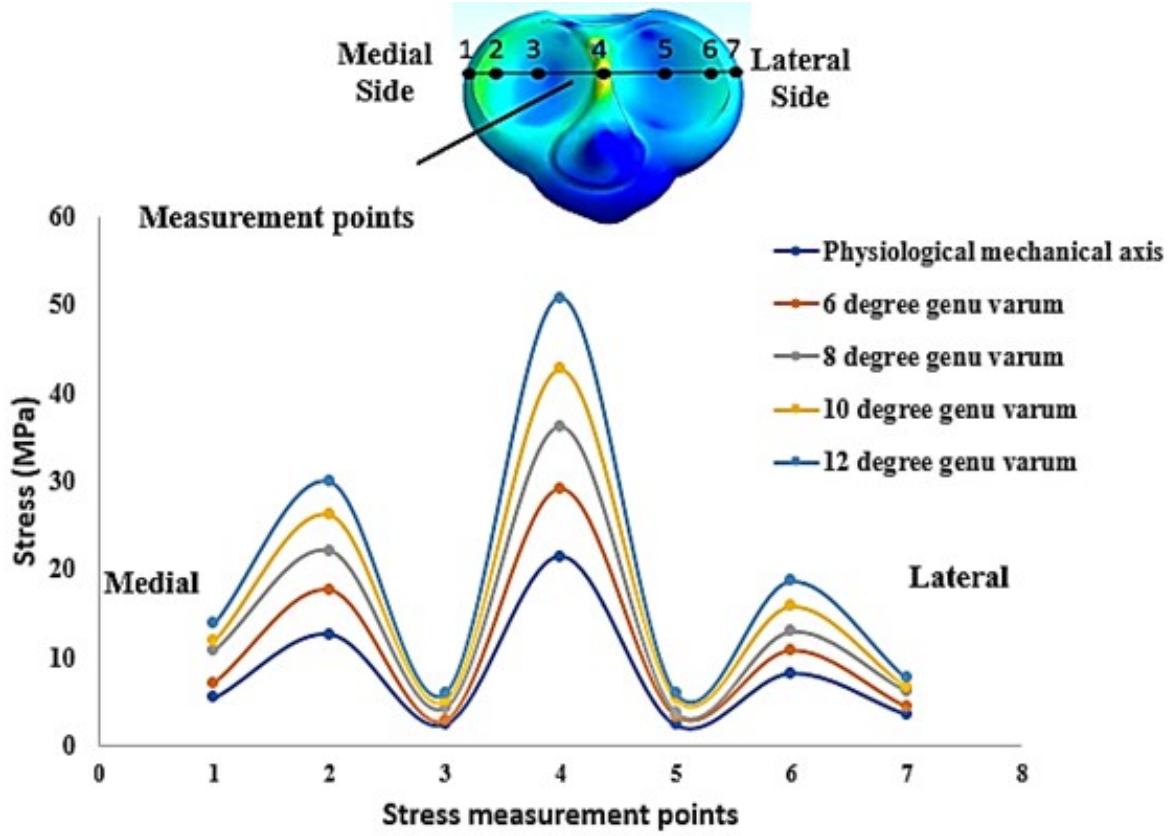 Medial
Side
1 2 3 4 5 6 7
Lateral
Side
Measurement points
60
50
40
30
20
10
0
Stress (MPa)
Physiological mechanical axis
6 degree genu varum
8 degree genu varum
10 degree genu varum
12 degree genu varum
Medial
Lateral
0 1 2 3 4 5 6 7 8
Stress measurement points